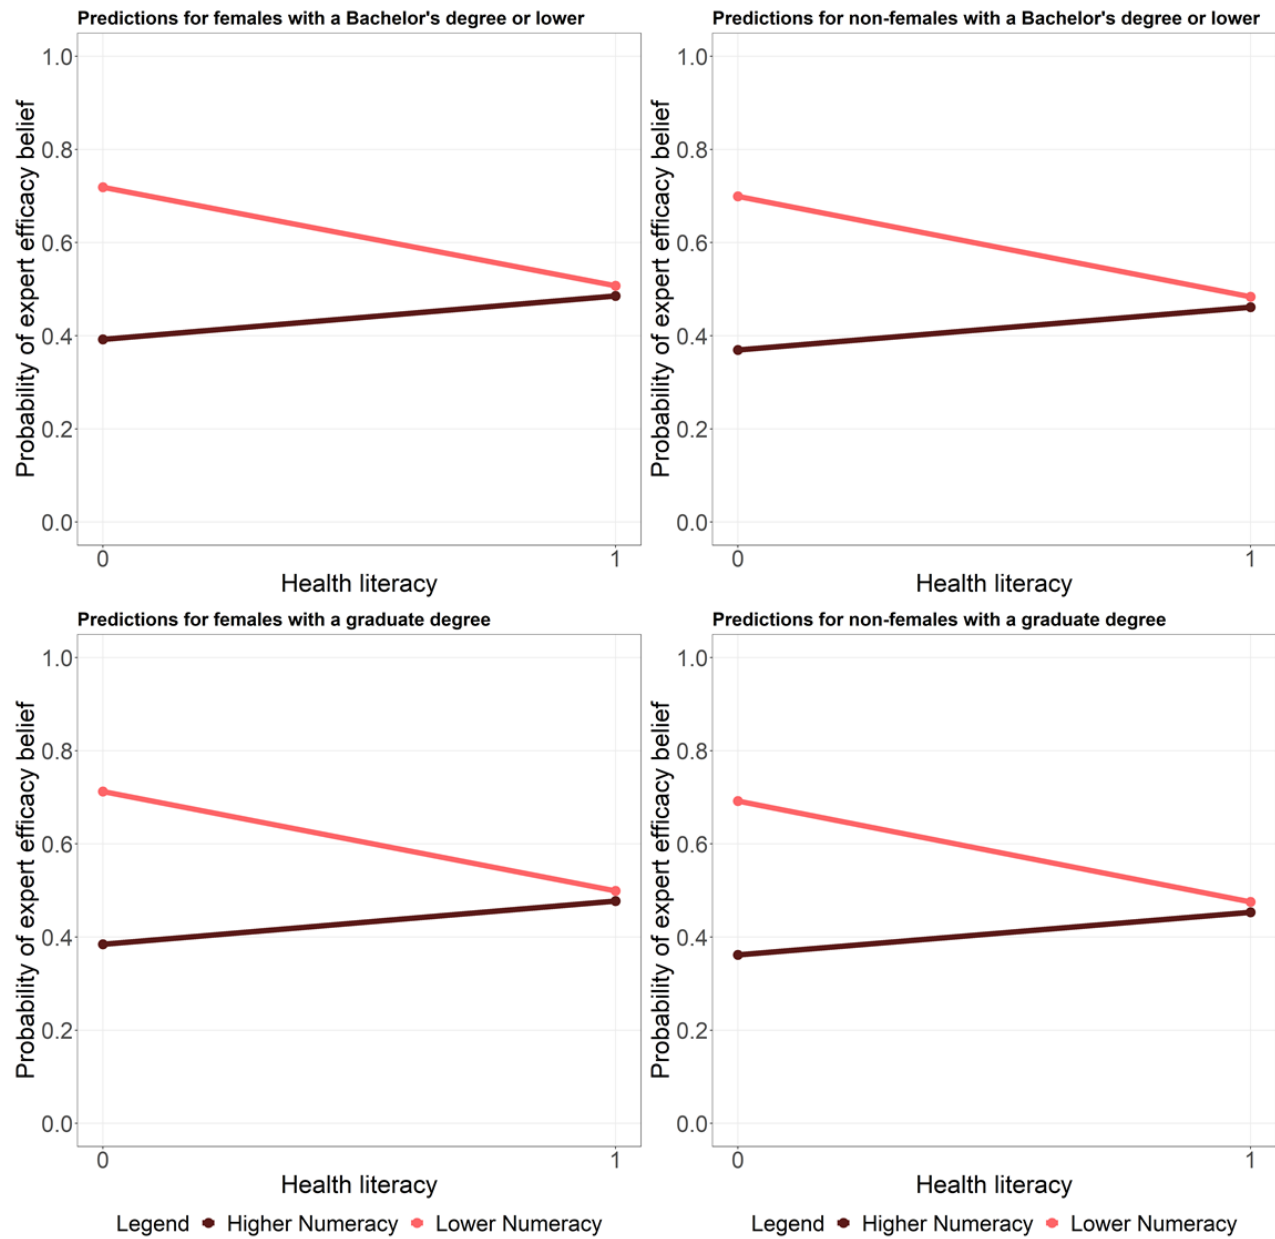 Predictions for females with a Bachelor's degree or lower
Probability of expert efficacy belief
1.0
0.8
0.6
0.4
0.2
0.0
0 1
Health literacy
Predictions for non-females with a Bachelor's degree or lower
Probability of expert efficacy belief
1.0
0.8
0.6
0.4
0.2
0.0
0 1
Health literacy
Predictions for females with a graduate degree
Probability of expert efficacy belief
1.0
0.8
0.6
0.4
0.2
0.0
0 1
Health literacy
Legend Higher Numeracy Lower Numeracy
Predictions for non-females with a graduate degree
Probability of expert efficacy belief
1.0
0.8
0.6
0.4
0.2
0.0
0 1
Health literacy
Legend Higher Numeracy Lower Numeracy